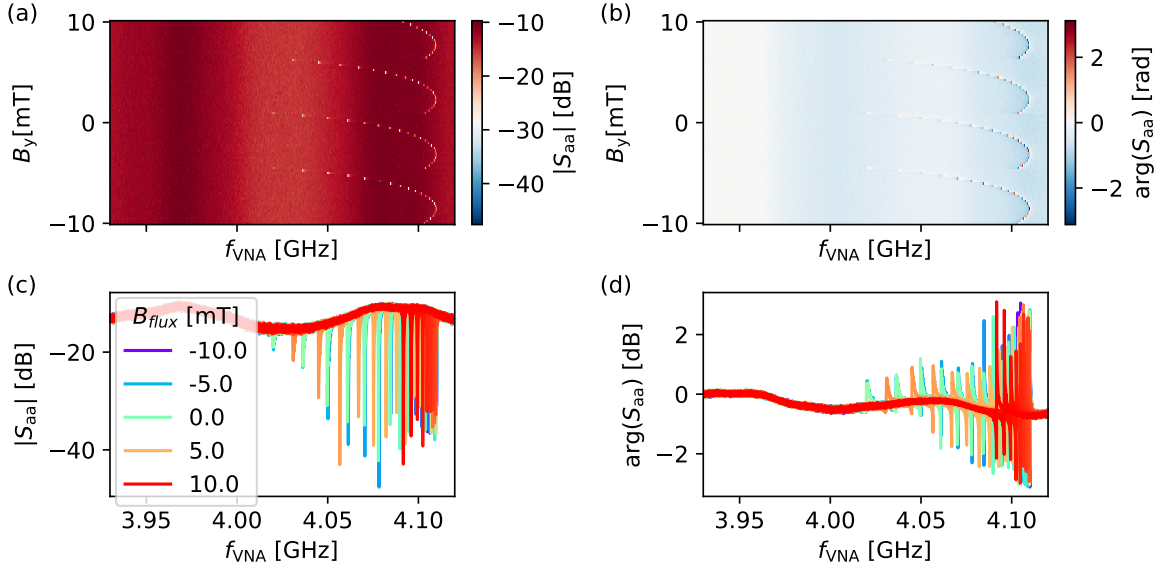 (a)
10
0
−10
B_y[mT]
f_VNA [GHz]
−10
−20
−30
−40
|S_aa| [dB]
(b)
10
0
−10
B_y[mT]
f_VNA [GHz]
2
0
−2
arg(S_aa) [rad]
(c)
−20
−40
|S_aa| [dB]
B_flux [mT]
-10.0
-5.0
0.0
5.0
10.0
3.95 4.00 4.05 4.10
f_VNA [GHz]
(d)
2
0
−2
arg(S_aa) [dB]
3.95 4.00 4.05 4.10
f_VNA [GHz]